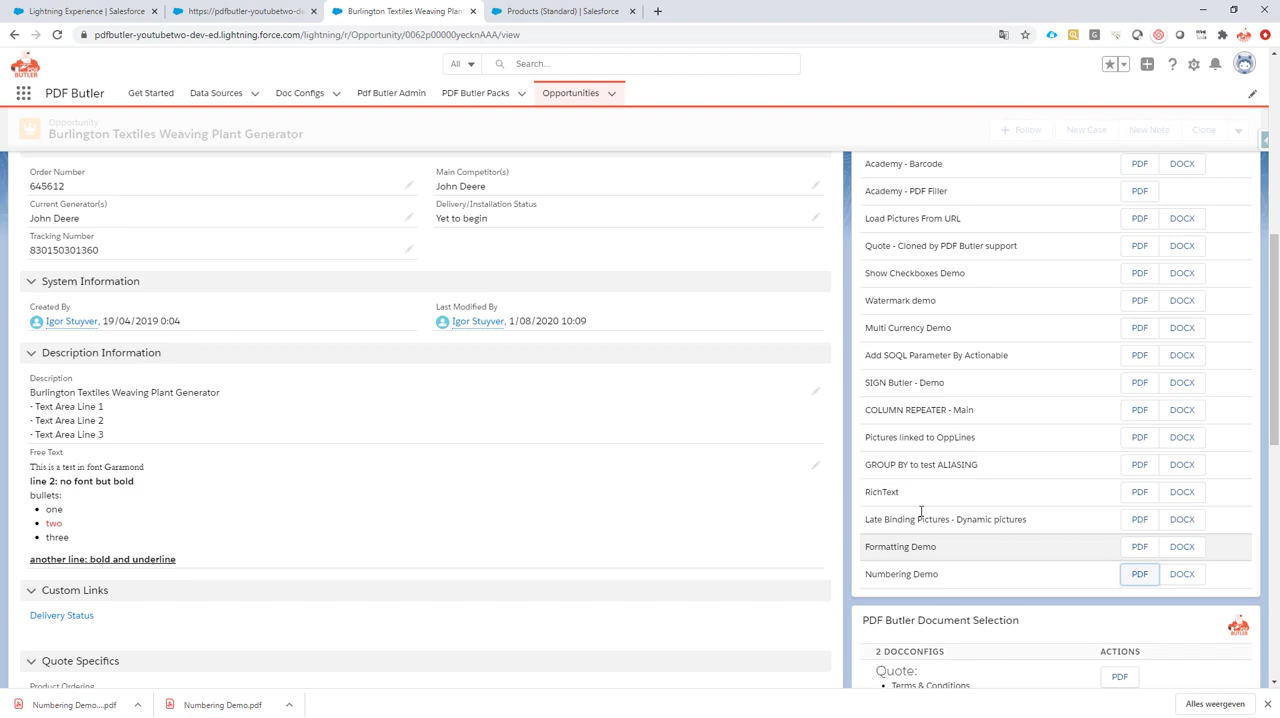 Lightning Experience | Salesforce
https://pdfbutler-youtubetwo-de
Burlington Textiles Weaving Plan
Products (Standard) | Salesforce
pdfbutler-youtubetwo-dev-ed.lightning.force.com/lightning/r/Opportunity/0062p00000yecknAAA/view
All
Search...
PDF Butler
Get Started
Data Sources
Doc Configs
Pdf Butler Admin
PDF Butler Packs
Opportunities
Opportunity
Burlington Textiles Weaving Plant Generator
Follow
New Case
New Note
Clone
Order Number
645612
Main Competitor(s)
John Deere
Current Generator(s)
John Deere
Delivery/Installation Status
Yet to begin
Tracking Number
830150301360
System Information
Created By
Igor Stuyver, 19/04/2019 0:04
Last Modified By
Igor Stuyver, 1/08/2020 10:09
Description Information
Description
Burlington Textiles Weaving Plant Generator
- Text Area Line 1
- Text Area Line 2
- Text Area Line 3
Free Text
This is a test in font Garamond
line 2: no font but bold
bullets:
• one
• two
• three
another line: bold and underline
Custom Links
Delivery Status
Quote Specifics
Product Ordering
Academy - Barcode PDF DOCX
Academy - PDF Filler PDF
Load Pictures From URL PDF DOCX
Quote - Cloned by PDF Butler support PDF DOCX
Show Checkboxes Demo PDF DOCX
Watermark demo PDF DOCX
Multi Currency Demo PDF DOCX
Add SOQL Parameter By Actionable PDF DOCX
SIGN Butler - Demo PDF DOCX
COLUMN REPEATER - Main PDF DOCX
Pictures linked to OppLines PDF DOCX
GROUP BY to test ALIASING PDF DOCX
RichText PDF DOCX
Late Binding Pictures - Dynamic pictures PDF DOCX
Formatting Demo PDF DOCX
Numbering Demo PDF DOCX
PDF Butler Document Selection
2 DOCCONFIGS ACTIONS
Quote: PDF
• Terms & Conditions
Numbering Demo....pdf
Numbering Demo.pdf
Alles weergeven